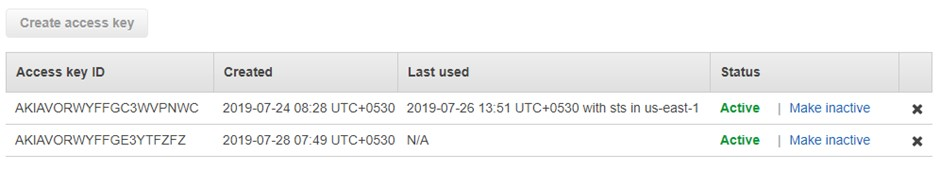 Create access key
Access key ID Created Last used Status
AKIAVORWYFFGC3WVPNWC 2019-07-24 08:28 UTC+0530 2019-07-26 13:51 UTC+0530 with sts in us-east-1 Active | Make inactive ✖
AKIAVORWYFFGE3YTFZFZ 2019-07-28 07:49 UTC+0530 N/A Active | Make inactive ✖